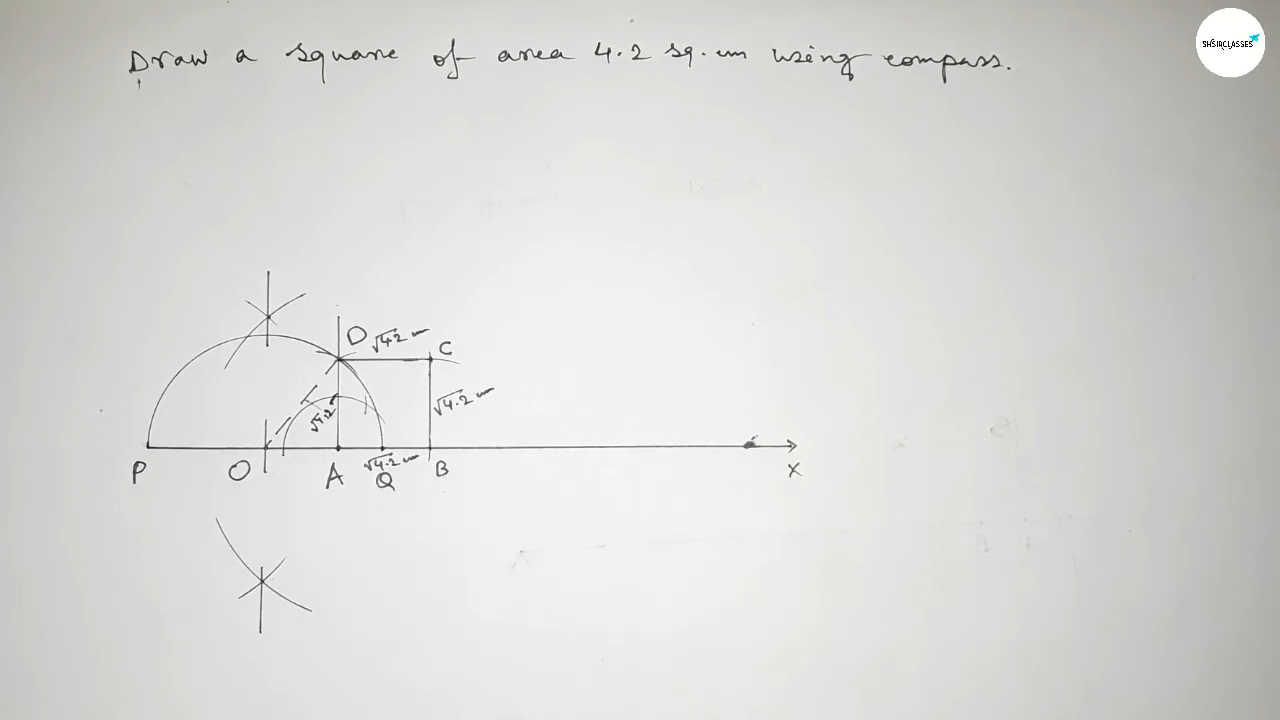 Draw a square of area 4.2 sq.cm using compass.
SHSIRCLASSES
D √4.2 cm C
√4.2
√4.2 cm
P O A √4.2 cm Q B X